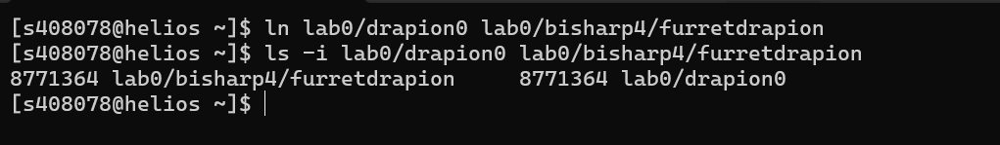 [s408078@helios ~]$ ln lab0/drapion0 lab0/bisharp4/furretdrapion
[s408078@helios ~]$ ls -i lab0/drapion0 lab0/bisharp4/furretdrapion
8771364 lab0/bisharp4/furretdrapion     8771364 lab0/drapion0
[s408078@helios ~]$